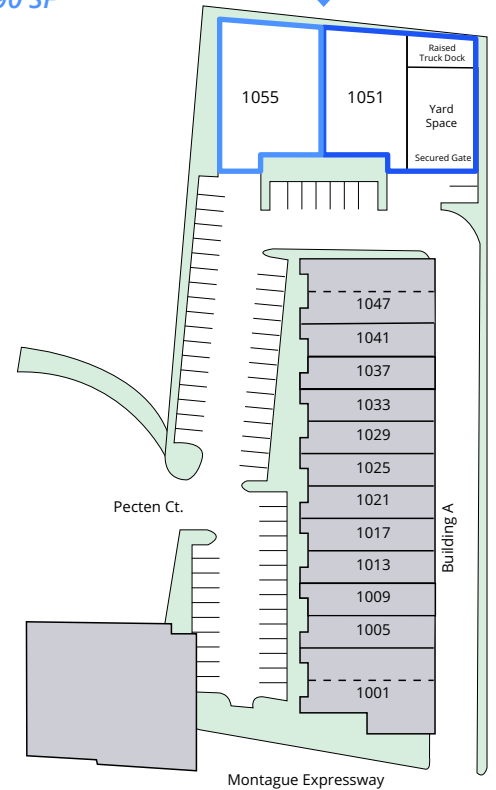 1055
1051
Raised
Truck Dock
Yard
Space
Secured Gate
1047
1041
1037
1033
1029
1025
1021
1017
1013
1009
1005
1001
Building A
Pecten Ct.
Montague Expressway